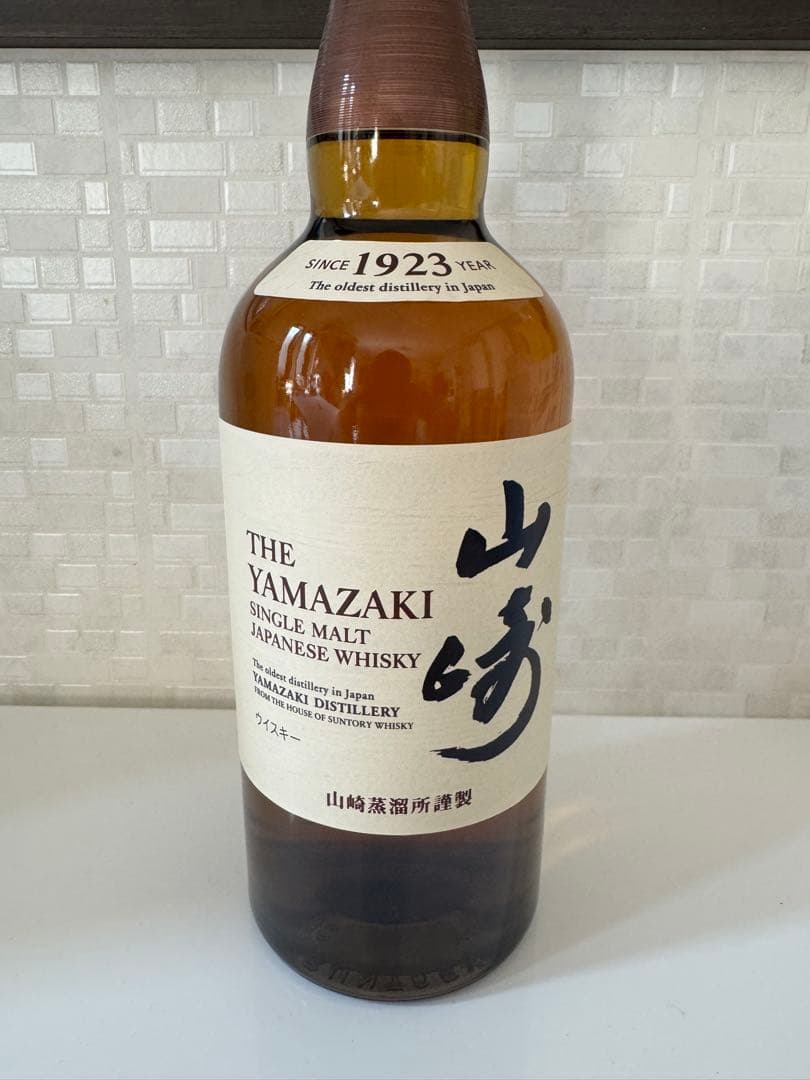 SINCE 1923 YEAR
The oldest distillery in Japan
山崎
THE
YAMAZAKI
SINGLE MALT
JAPANESE WHISKY
The oldest distillery in Japan
YAMAZAKI DISTILLERY
FROM THE HOUSE OF SUNTORY WHISKY
ウイスキー
山崎蒸溜所謹製